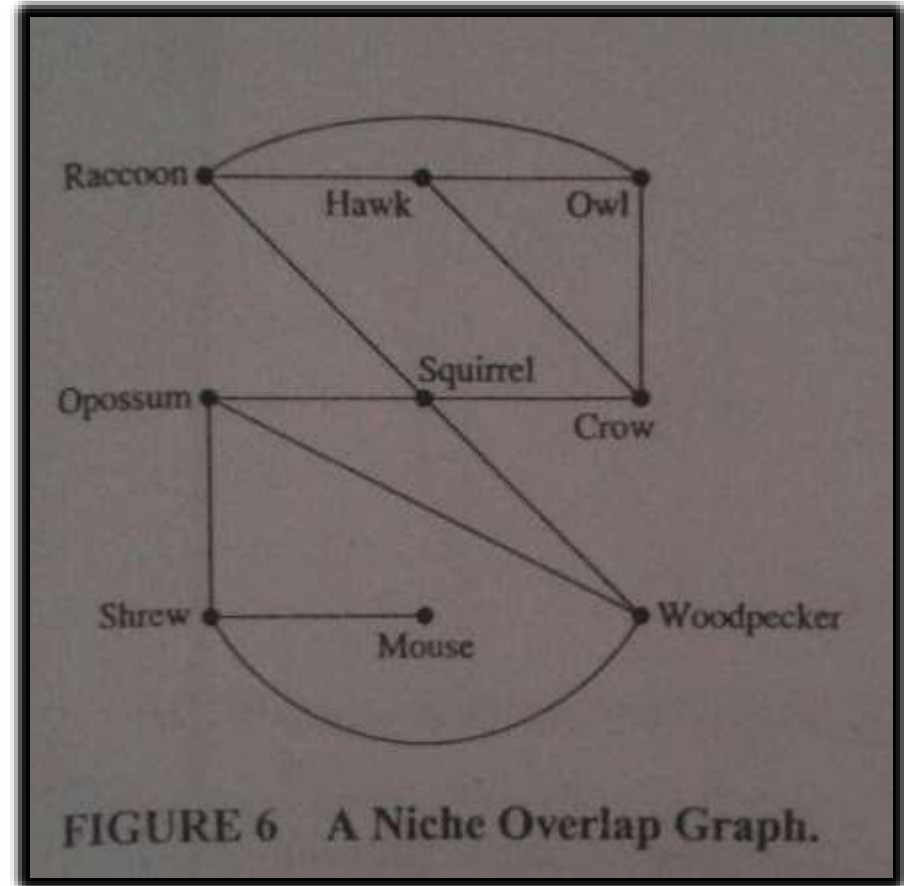 Raccoon
Hawk
Owl
Squirrel
Opossum
Crow
Shrew
Mouse
Woodpecker
FIGURE 6 A Niche Overlap Graph.